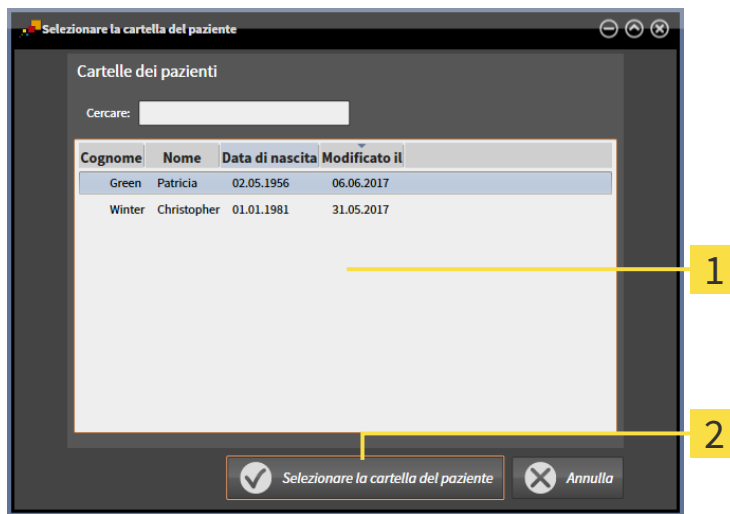 Selezionare la cartella del paziente
Cartelle dei pazienti
Cercare:
Cognome Nome Data di nascita Modificato il
Green Patricia 02.05.1956 06.06.2017
Winter Christopher 01.01.1981 31.05.2017
1
2
Selezionare la cartella del paziente Annulla